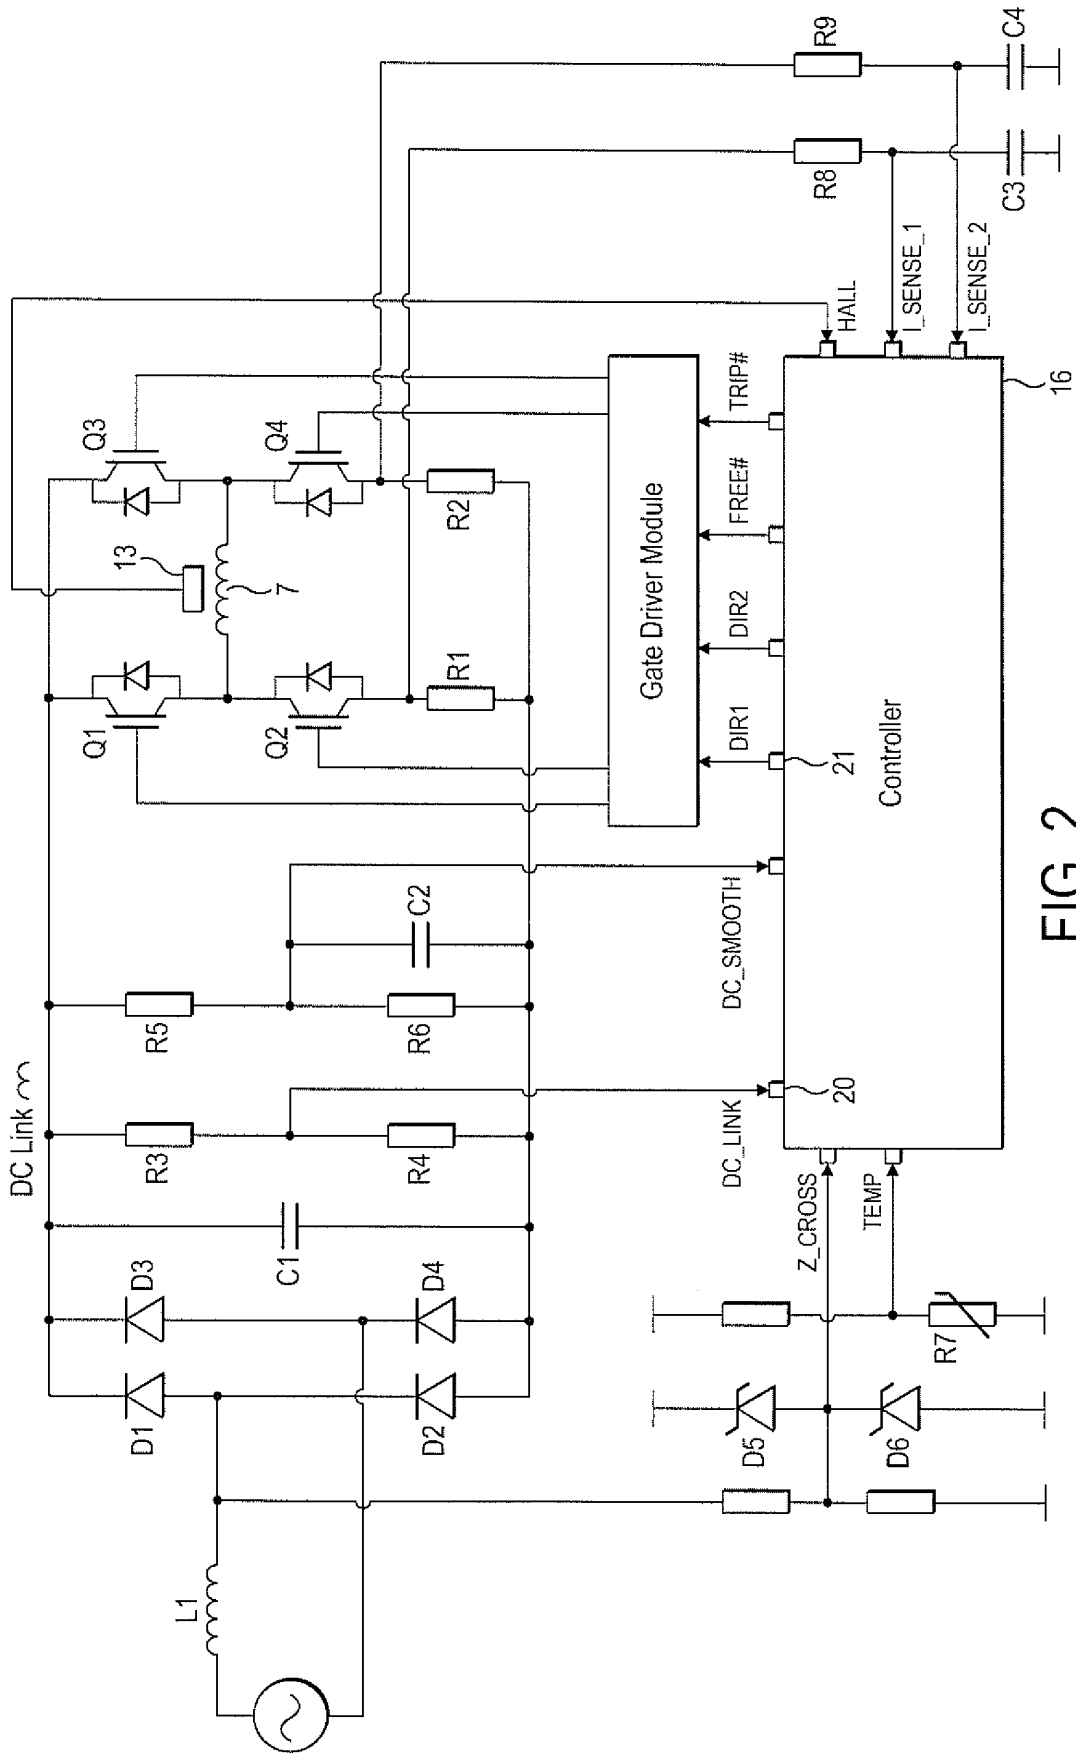 DC Link
L1
D1
D3
D2
D4
C1
R3
R4
R5
R6
C2
Q1
Q2
13
7
Q3
Q4
R1
R2
R8
R9
C3
C4
Gate Driver Module
DC_LINK
DC_SMOOTH
DIR1
DIR2
FREE#
TRIP#
HALL
I_SENSE_1
I_SENSE_2
Z_CROSS
TEMP
20
21
Controller
16
D5
D6
R7
FIG. 2